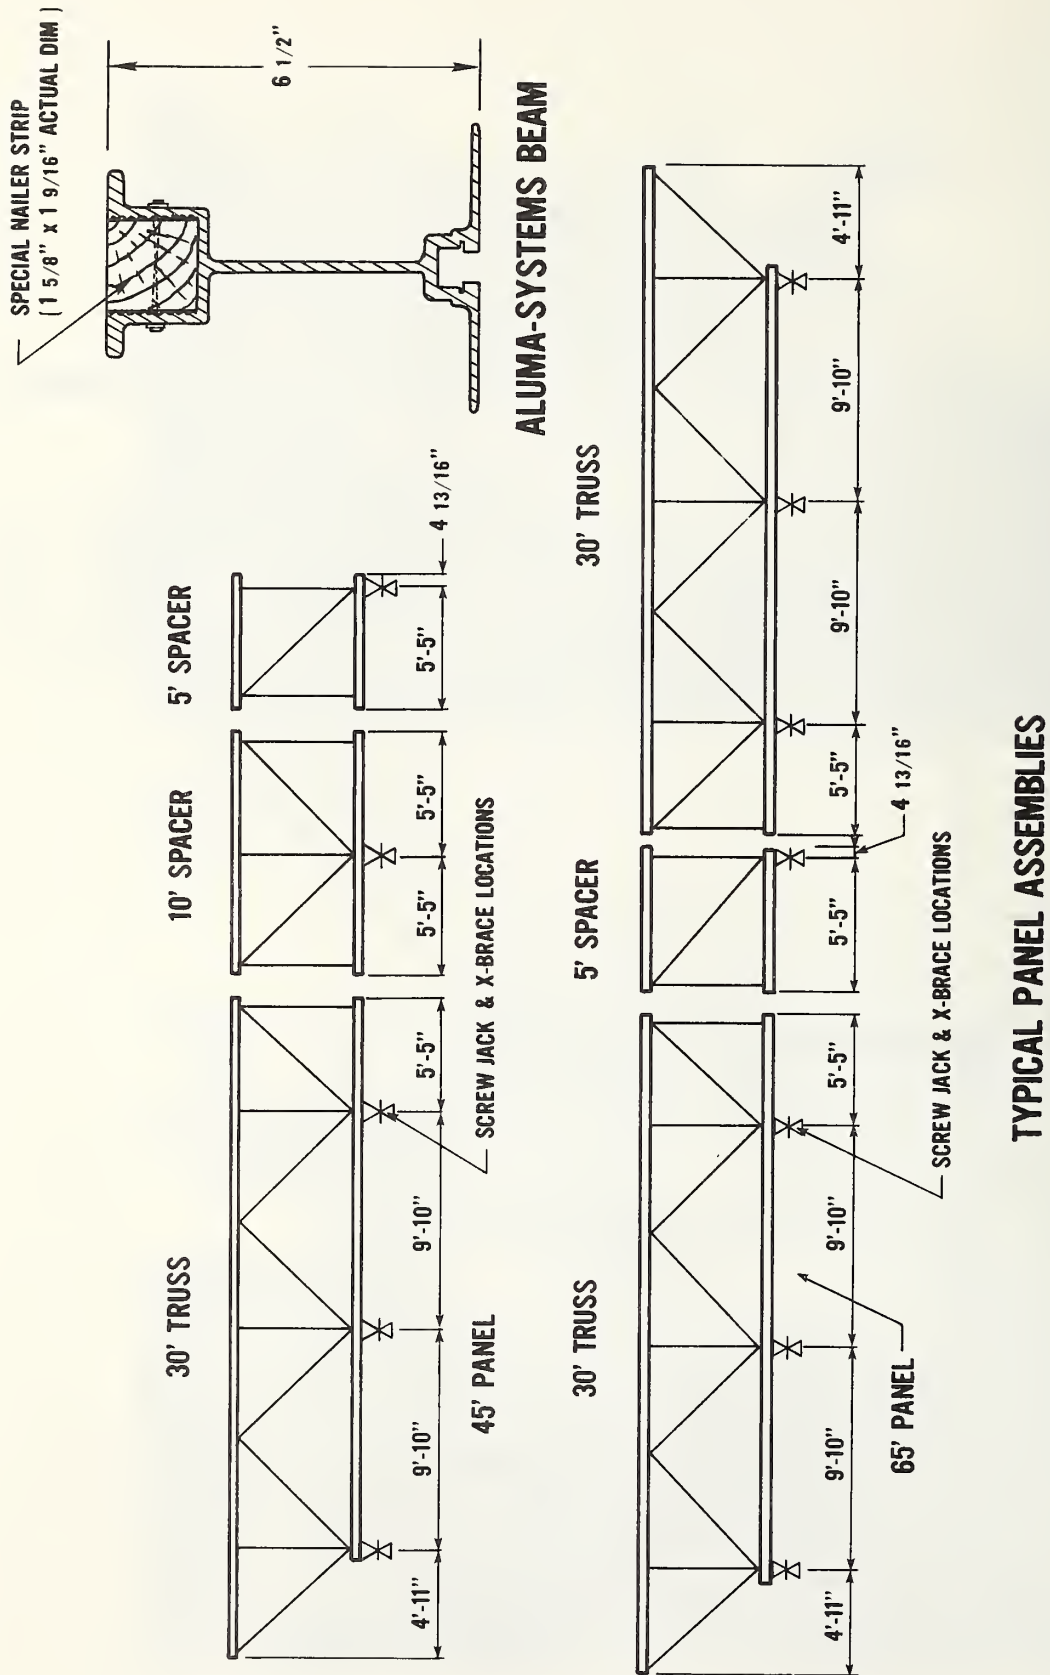 SPECIAL NAILER STRIP
(1 5/8" x 1 9/16" ACTUAL DIM)
6 1/2"
ALUMA-SYSTEMS BEAM
30' TRUSS
10' SPACER
5' SPACER
4'-11"
9'-10"
9'-10"
5'-5"
5'-5"
5'-5"
5'-5"
4 13/16"
SCREW JACK & X-BRACE LOCATIONS
45' PANEL
30' TRUSS
5' SPACER
30' TRUSS
4'-11"
9'-10"
9'-10"
5'-5"
5'-5"
5'-5"
9'-10"
9'-10"
4'-11"
4 13/16"
SCREW JACK & X-BRACE LOCATIONS
65' PANEL
TYPICAL PANEL ASSEMBLIES